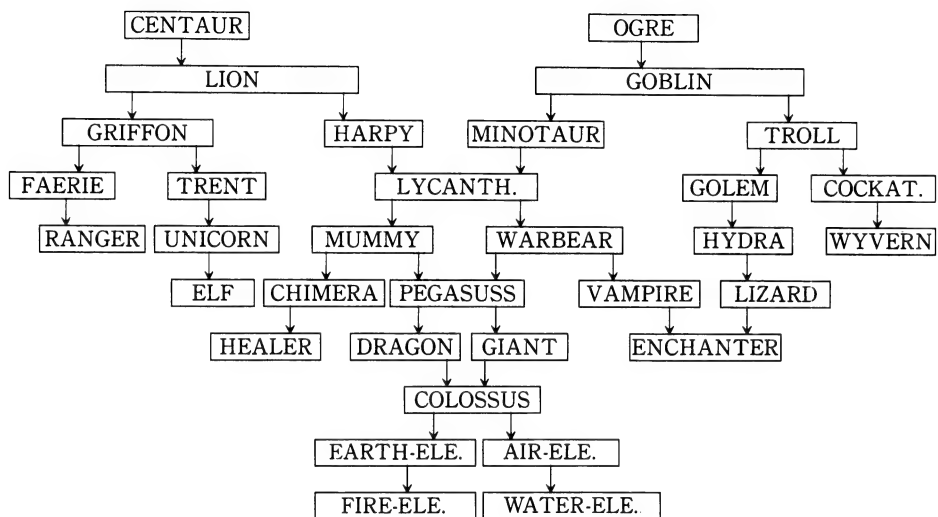 CENTAUR OGRE
LION GOBLIN
GRIFFON HARPY MINOTAUR TROLL
FAERIE TRENT LYCANTH. GOLEM COCKAT.
RANGER UNICORN MUMMY WARBEAR HYDRA WYVERN
ELF CHIMERA PEGASUSS VAMPIRE LIZARD
HEALER DRAGON GIANT ENCHANTER
COLOSSUS
EARTH-ELE. AIR-ELE.
FIRE-ELE. WATER-ELE.